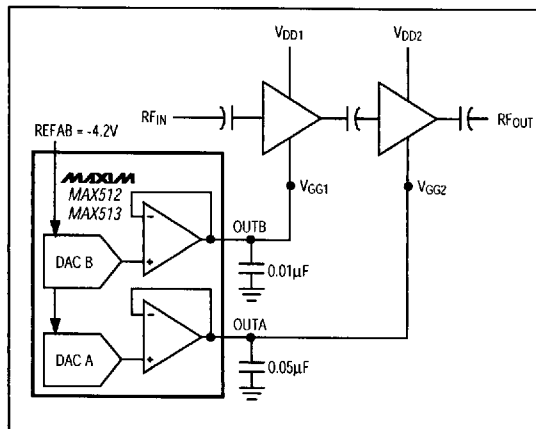 VDD1
VDD2
RFIN
RFOUT
REFAB = -4.2V
MAXIM
MAX512
MAX513
VGG1
VGG2
DAC B
-
+
OUTB
0.01µF
DAC A
-
+
OUTA
0.05µF